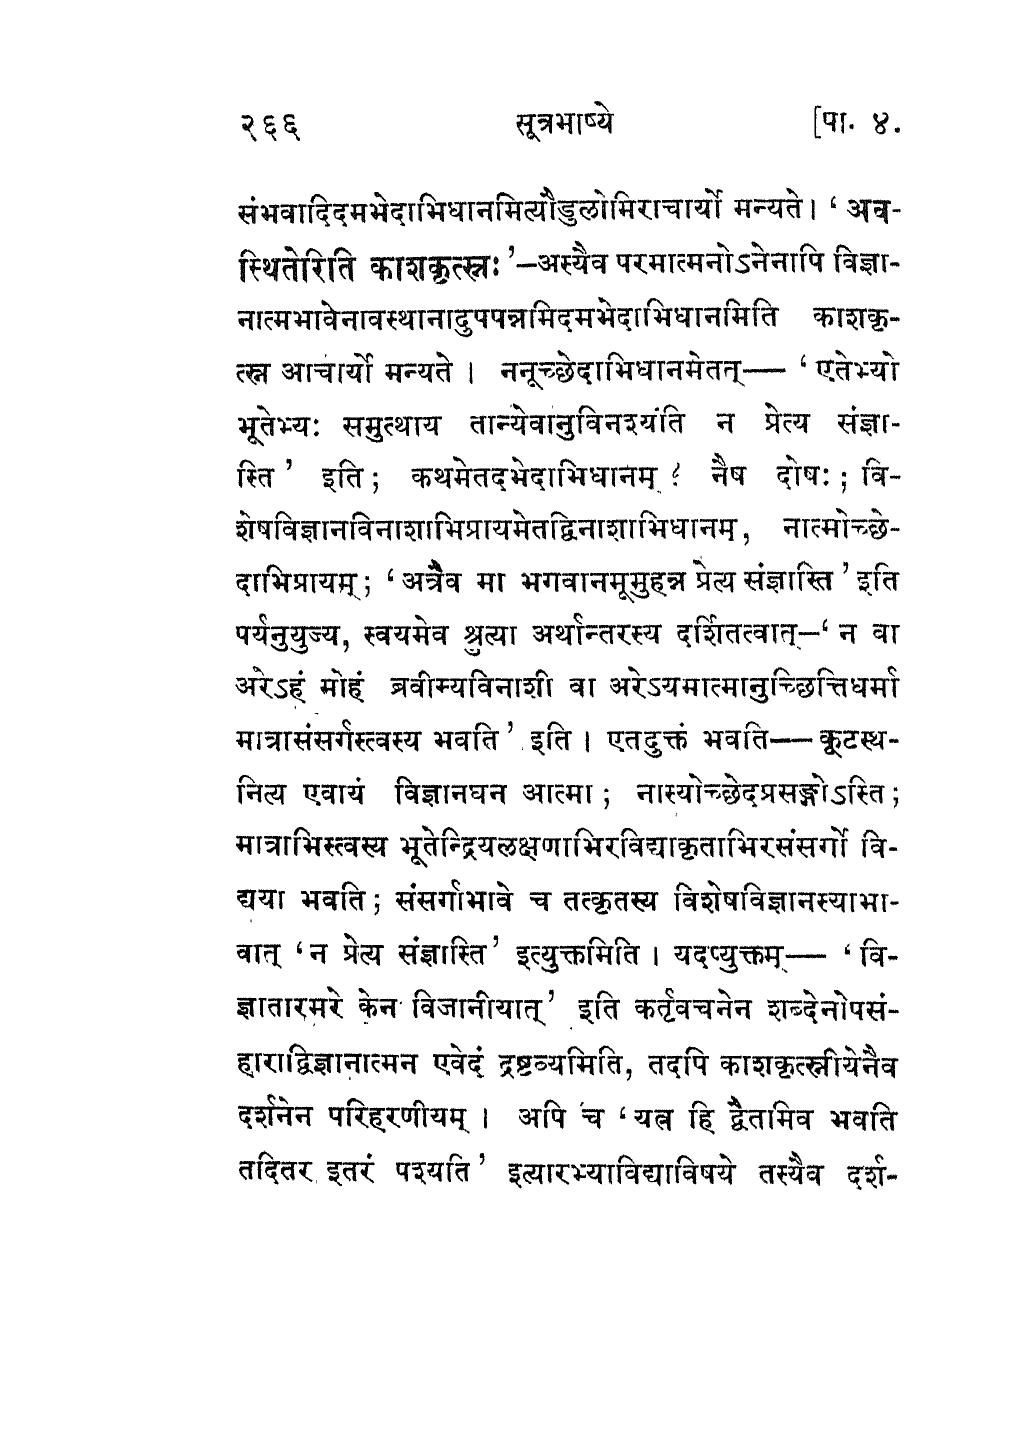 २६६ सूत्रभाष्ये [पा. ४.
संभवादिदमभेदाभिधानमित्यौडुलोमिराचार्यो मन्यते । ‘ अव-
स्थितेरिति काशकृत्स्नः ’—अस्यैव परमात्मनोऽनेनापि विज्ञा-
नात्मभावेनावस्थानादुपपन्नमिदमभेदाभिधानमिति काशकृ-
त्स्न आचार्यो मन्यते । ननूच्छेदाभिधानमेतत्—— ‘ एतेभ्यो
भूतेभ्यः समुत्थाय तान्येवानुविनश्यंति न प्रेत्य संज्ञा-
स्ति ’ इति ; कथमेतदभेदाभिधानम् ? नैष दोषः ; वि-
शेषविज्ञानविनाशाभिप्रायमेतद्विनाशाभिधानम्, नात्मोच्छे-
दाभिप्रायम् ; ‘ अत्रैव मा भगवानमूमुहन्न प्रेत्य संज्ञास्ति ’ इति
पर्यनुयुज्य, स्वयमेव श्रुत्या अर्थान्तरस्य दर्शितत्वात्—‘ न वा
अरेऽहं मोहं ब्रवीम्यविनाशी वा अरेऽयमात्मानुच्छित्तिधर्मा
मात्रासंसर्गस्त्वस्य भवति ’ इति । एतदुक्तं भवति—— कूटस्थ-
नित्य एवायं विज्ञानघन आत्मा ; नास्योच्छेदप्रसङ्गोऽस्ति ;
मात्राभिस्त्वस्य भूतेन्द्रियलक्षणाभिरविद्याकृताभिरसंसर्गो वि-
द्यया भवति ; संसर्गाभावे च तत्कृतस्य विशेषविज्ञानस्याभा-
वात् ‘ न प्रेत्य संज्ञास्ति ’ इत्युक्तमिति । यदप्युक्तम्—— ‘ वि-
ज्ञातारमरे केन विजानीयात् ’ इति कर्तृवचनेन शब्देनोपसं-
हाराद्विज्ञानात्मन एवेदं द्रष्टव्यमिति, तदपि काशकृत्स्नीयेनैव
दर्शनेन परिहरणीयम् । अपि च ‘ यत्र हि द्वैतमिव भवति
तदितर इतरं पश्यति ’ इत्यारभ्याविद्याविषये तस्यैव दर्श-